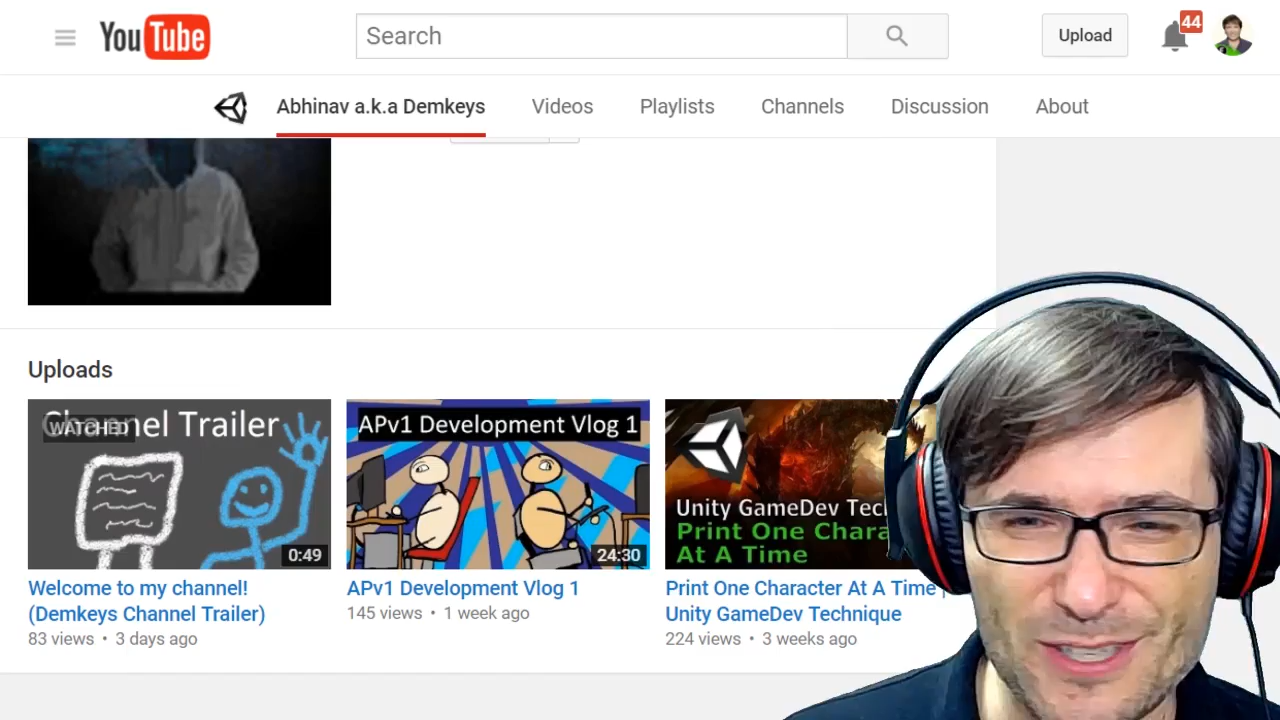 YouTube
Search
Upload
44
Abhinav a.k.a Demkeys
Videos
Playlists
Channels
Discussion
About
Uploads
Channel Trailer
WATCHED
0:49
APv1 Development Vlog 1
24:30
Unity GameDev
Print One
At A Time
Welcome to my channel!
(Demkeys Channel Trailer)
83 views • 3 days ago
APv1 Development Vlog 1
145 views • 1 week ago
Print One Character At A Time |
Unity GameDev Technique
224 views • 3 weeks ago